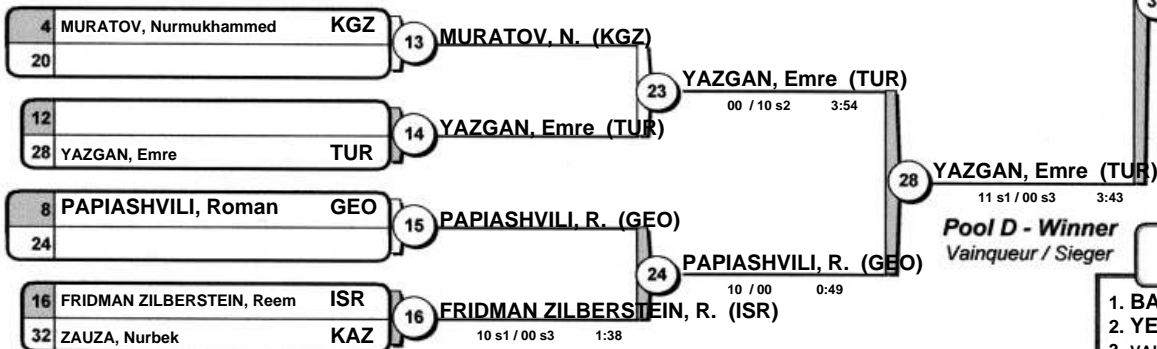 4 MURATOV, Nurmukhammed KGZ
20
13 MURATOV, N. (KGZ)
12
28 YAZGAN, Emre TUR
14 YAZGAN, Emre (TUR)
23 YAZGAN, Emre (TUR)
00 / 10 s2 3:54
8 PAPIASHVILI, Roman GEO
24
15 PAPIASHVILI, R. (GEO)
16 FRIDMAN ZILBERSTEIN, Reem ISR
32 ZAUZA, Nurbek KAZ
16 FRIDMAN ZILBERSTEIN, R. (ISR)
10 s1 / 00 s3 1:38
24 PAPIASHVILI, R. (GEO)
10 / 00 0:49
28 YAZGAN, Emre (TUR)
11 s1 / 00 s3 3:43
Pool D - Winner
Vainqueur / Sieger
1. BA
2. YE